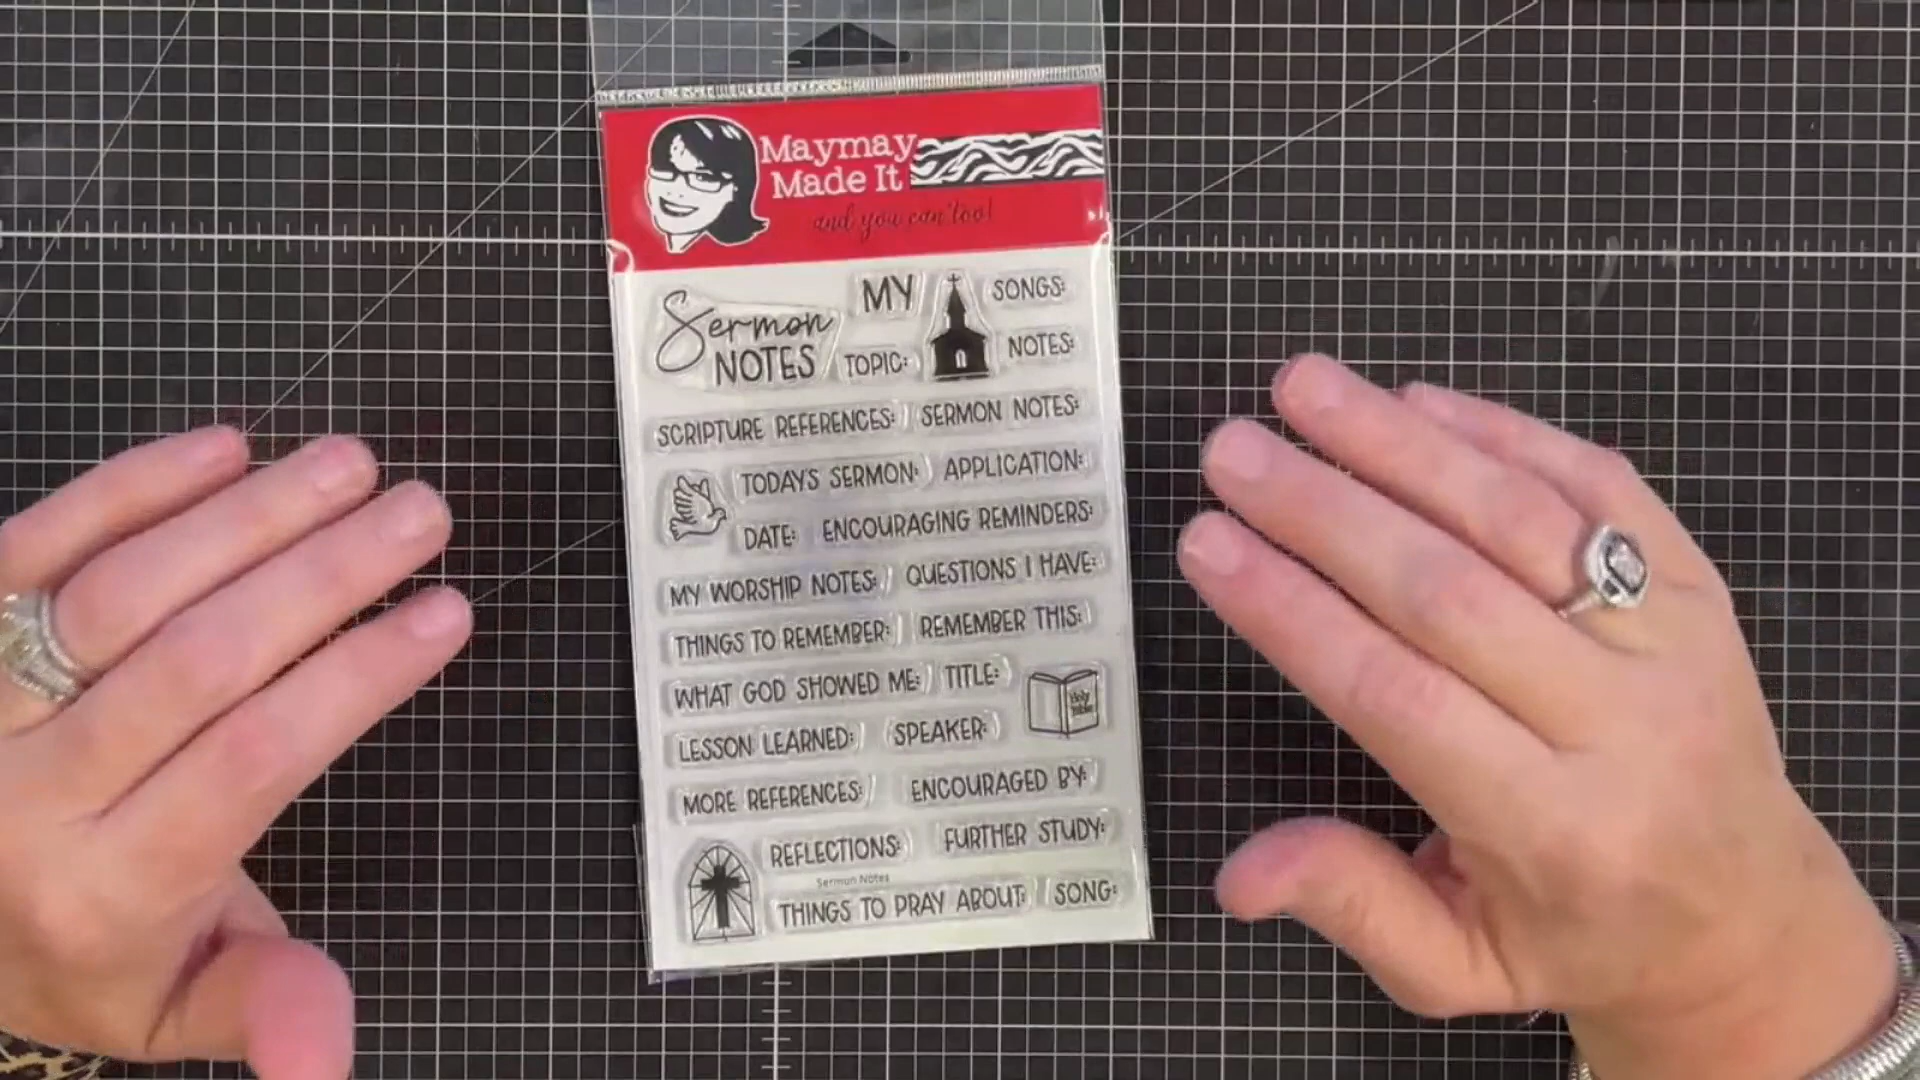 Maymay
Made It
and you can too!
MY
SONGS:
Sermon
NOTES
TOPIC:
NOTES:
SCRIPTURE REFERENCES:
SERMON NOTES:
TODAY'S SERMON:
APPLICATION:
DATE:
ENCOURAGING REMINDERS:
MY WORSHIP NOTES:
QUESTIONS I HAVE:
THINGS TO REMEMBER:
REMEMBER THIS:
WHAT GOD SHOWED ME:
TITLE:
Holy
Bible
LESSON LEARNED:
SPEAKER:
MORE REFERENCES:
ENCOURAGED BY:
REFLECTIONS:
FURTHER STUDY:
Sermon Notes
THINGS TO PRAY ABOUT:
SONG: